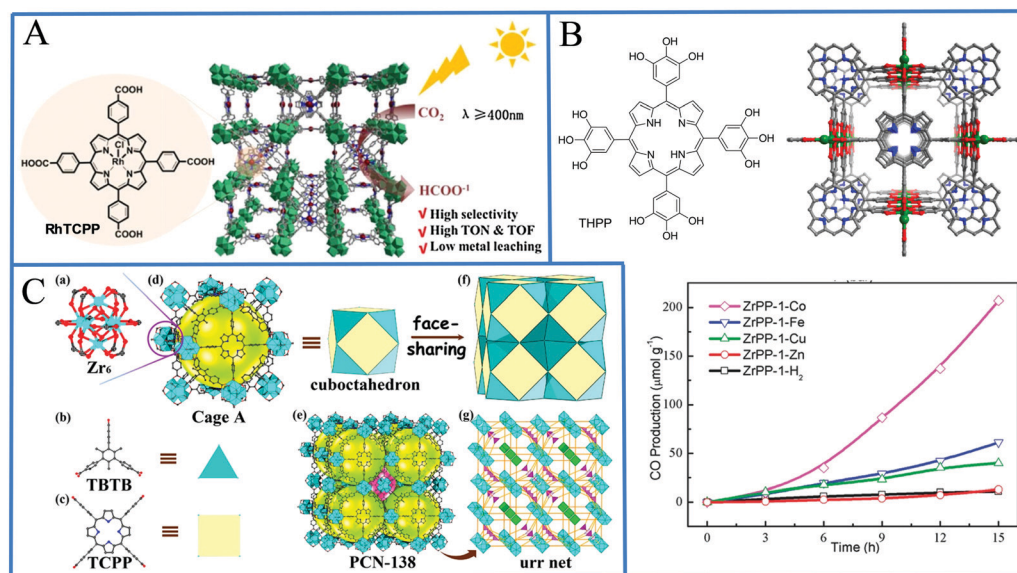 A
COOH
Cl
N
N
Rh
N
N
HOOC
COOH
COOH
RhTCPP
CO2
λ ≥400nm
HCOO-1
√ High selectivity
√ High TON & TOF
√ Low metal leaching
B
OH
HO
OH
HO
OH
HO
OH
HO
OH
NH
N
N
HN
HO
OH
OH
THPP
C
(a)
Zr6
(b)
TBTB
(c)
TCPP
(d)
Cage A
cuboctahedron
face-
sharing
(f)
(e)
PCN-138
(g)
urr net
ZrPP-1-Co
ZrPP-1-Fe
ZrPP-1-Cu
ZrPP-1-Zn
ZrPP-1-H2
CO Production (μmol g-1)
200
150
100
50
0
0 3 6 9 12 15
Time (h)